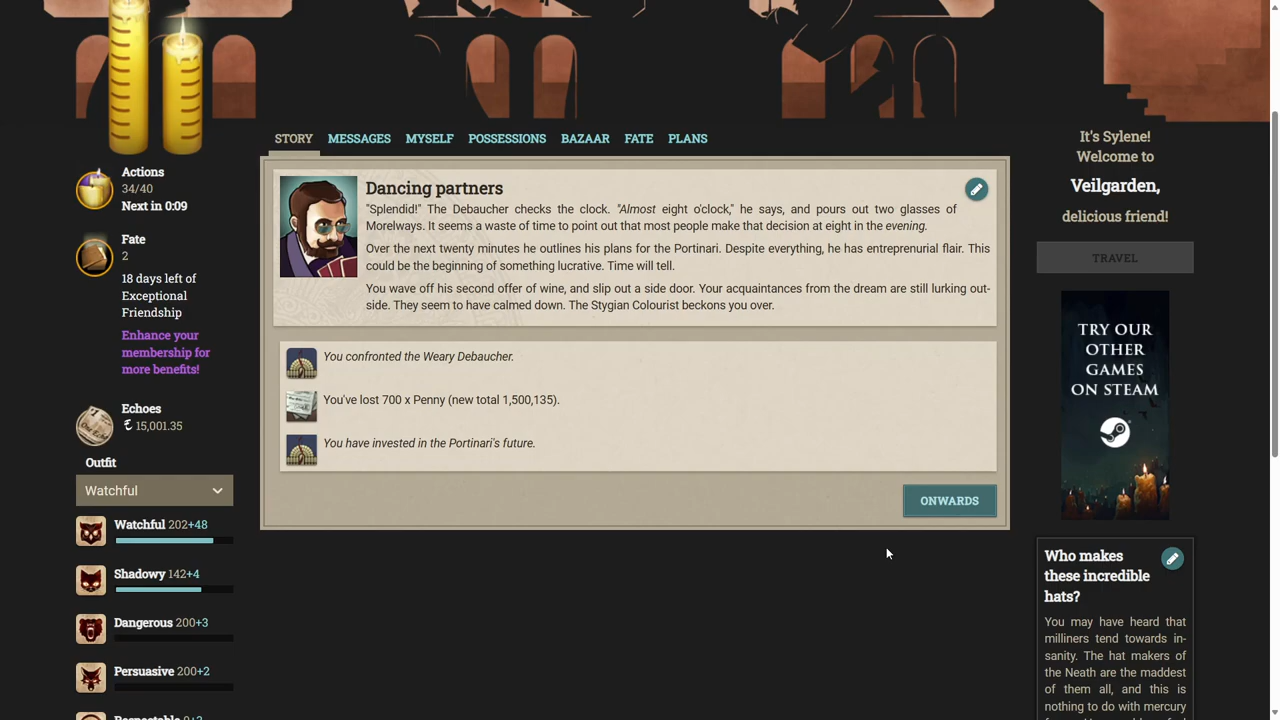 STORY MESSAGES MYSELF POSSESSIONS BAZAAR FATE PLANS
Actions
34/40
Next in 0:09
Fate
2
18 days left of
Exceptional
Friendship
Enhance your
membership for
more benefits!
Echoes
15,001.35
Outfit
Watchful
Watchful 202+48
Shadowy 142+4
Dangerous 200+3
Persuasive 200+2
Dancing partners
"Splendid!" The Debaucher checks the clock. "Almost eight o'clock," he says, and pours out two glasses of
Morelways. It seems a waste of time to point out that most people make that decision at eight in the evening.
Over the next twenty minutes he outlines his plans for the Portinari. Despite everything, he has entreprenurial flair. This
could be the beginning of something lucrative. Time will tell.
You wave off his second offer of wine, and slip out a side door. Your acquaintances from the dream are still lurking out-
side. They seem to have calmed down. The Stygian Colourist beckons you over.
You confronted the Weary Debaucher.
You've lost 700 x Penny (new total 1,500,135).
You have invested in the Portinari's future.
ONWARDS
It's Sylene!
Welcome to
Veilgarden,
delicious friend!
TRAVEL
TRY OUR
OTHER
GAMES
ON STEAM
Who makes
these incredible
hats?
You may have heard that
milliners tend towards in-
sanity. The hat makers of
the Neath are the maddest
of them all, and this is
nothing to do with mercury